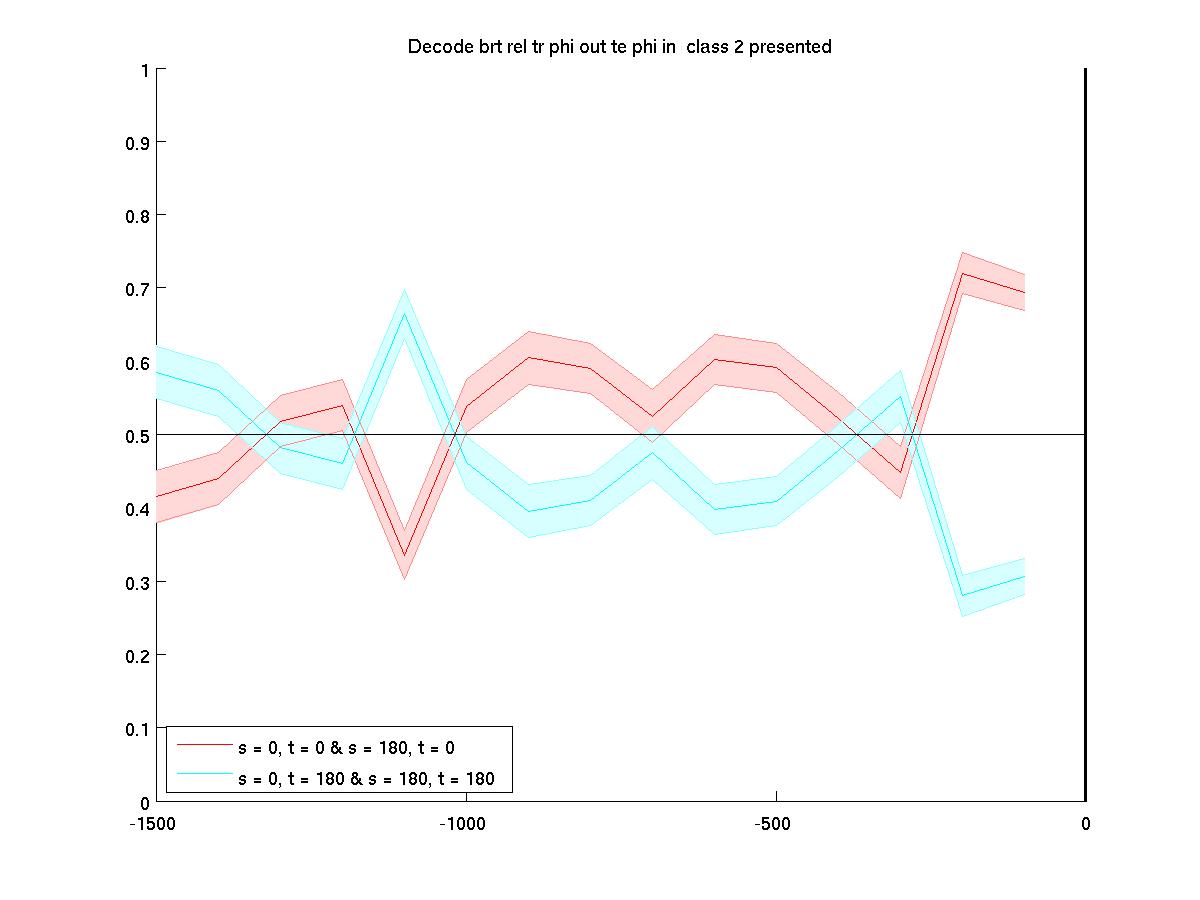 Decode brt rel tr phi out te phi in  class 2 presented
1
0.9
0.8
0.7
0.6
0.5
0.4
0.3
0.2
0.1
0
s = 0, t = 0 & s = 180, t = 0
s = 0, t = 180 & s = 180, t = 180
-1500 -1000 -500 0